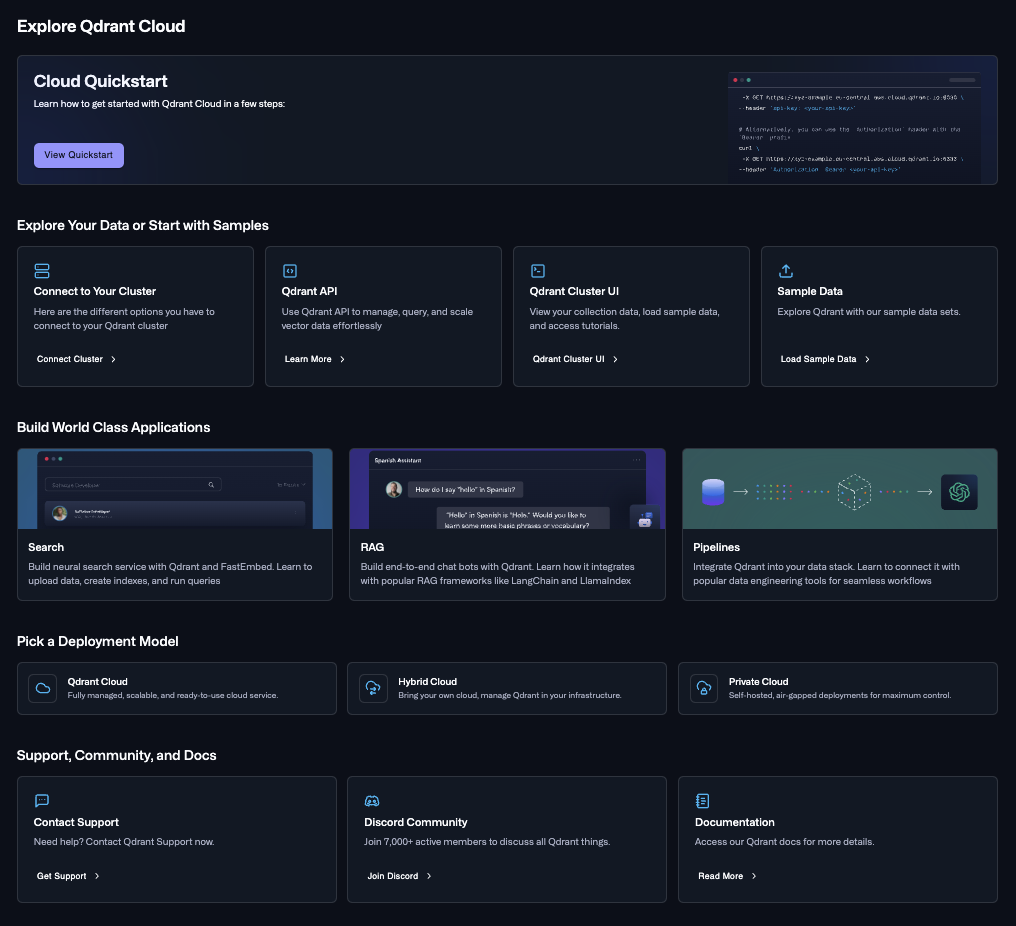 Explore Qdrant Cloud
Cloud Quickstart
Learn how to get started with Qdrant Cloud in a few steps:
View Quickstart
-X GET https://xyz-example.eu-central.aws.cloud.qdrant.io:6333 \
--header 'api-key: <your-api-key>'
# Alternatively, you can use the `Authorization` header with the
`Bearer` prefix
curl \
-X GET https://xyz-example.eu-central.aws.cloud.qdrant.io:6333 \
--header 'Authorization: Bearer <your-api-key>'
Explore Your Data or Start with Samples
Connect to Your Cluster
Here are the different options you have to
connect to your Qdrant cluster
Connect Cluster
Qdrant API
Use Qdrant API to manage, query, and scale
vector data effortlessly
Learn More
Qdrant Cluster UI
View your collection data, load sample data,
and access tutorials.
Qdrant Cluster UI
Sample Data
Explore Qdrant with our sample data sets.
Load Sample Data
Build World Class Applications
Software Developer
Search
Build neural search service with Qdrant and FastEmbed. Learn to
upload data, create indexes, and run queries
Spanish Assistant
How do I say "hello" in Spanish?
"Hello" in Spanish is "Hola." Would you like to
learn some more basic phrases or vocabulary?
RAG
Build end-to-end chat bots with Qdrant. Learn how it integrates
with popular RAG frameworks like LangChain and LlamaIndex
Pipelines
Integrate Qdrant into your data stack. Learn to connect it with
popular data engineering tools for seamless workflows
Pick a Deployment Model
Qdrant Cloud
Fully managed, scalable, and ready-to-use cloud service.
Hybrid Cloud
Bring your own cloud, manage Qdrant in your infrastructure.
Private Cloud
Self-hosted, air-gapped deployments for maximum control.
Support, Community, and Docs
Contact Support
Need help? Contact Qdrant Support now.
Get Support
Discord Community
Join 7,000+ active members to discuss all Qdrant things.
Join Discord
Documentation
Access our Qdrant docs for more details.
Read More